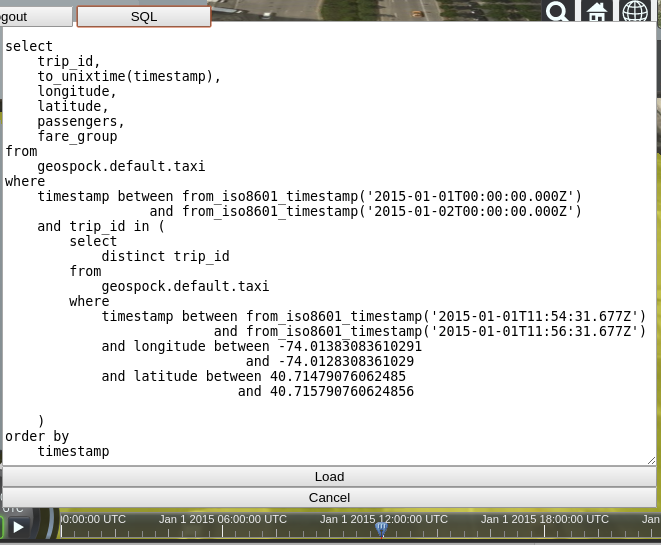 gout
SQL
select
trip_id,
to_unixtime(timestamp),
longitude,
latitude,
passengers,
fare_group
from
geospock.default.taxi
where
timestamp between from_iso8601_timestamp('2015-01-01T00:00:00.000Z')
and from_iso8601_timestamp('2015-01-02T00:00:00.000Z')
and trip_id in (
select
distinct trip_id
from
geospock.default.taxi
where
timestamp between from_iso8601_timestamp('2015-01-01T11:54:31.677Z')
and from_iso8601_timestamp('2015-01-01T11:56:31.677Z')
and longitude between -74.01383083610291
and -74.0128308361029
and latitude between 40.71479076062485
and 40.715790760624856
)
order by
timestamp
Load
Cancel
UTC
00:00:00 UTC Jan 1 2015 06:00:00 UTC Jan 1 2015 12:00:00 UTC Jan 1 2015 18:00:00 UTC Jan